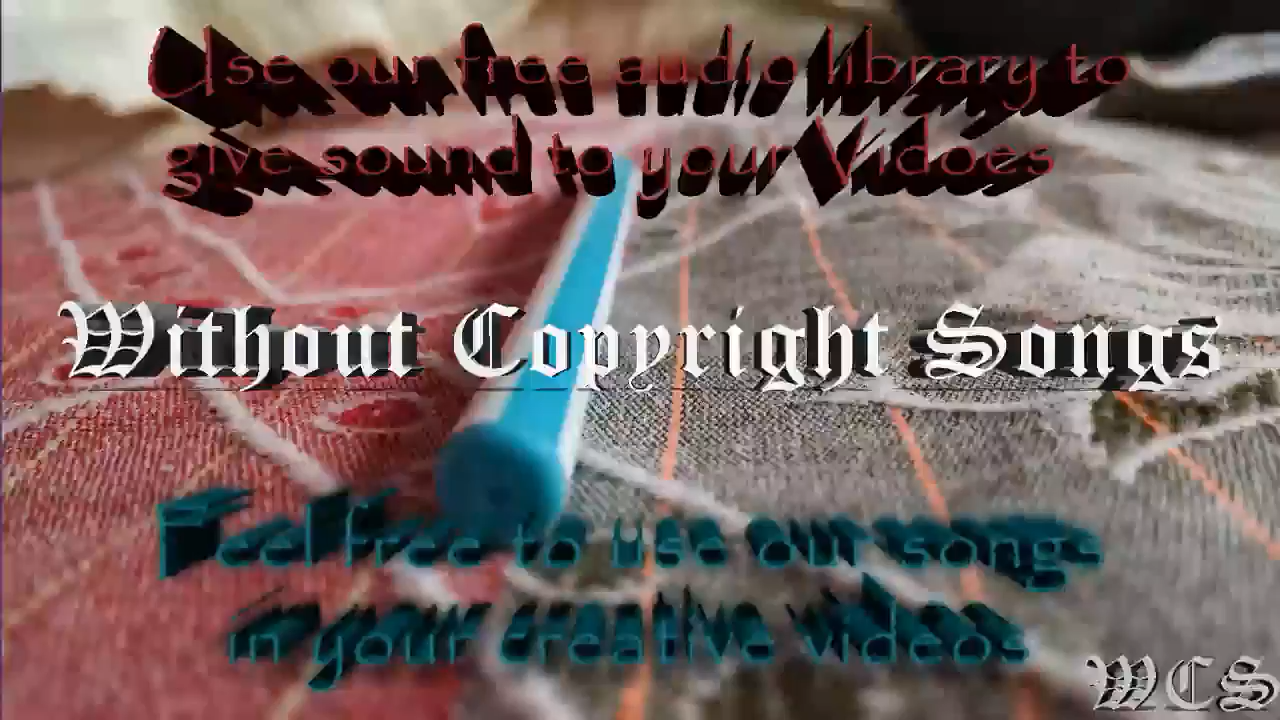 Use our free audio library to
give sound to your Vidoes
Without Copyright Songs
Feel free to use our songs
in your creative videos
WCS